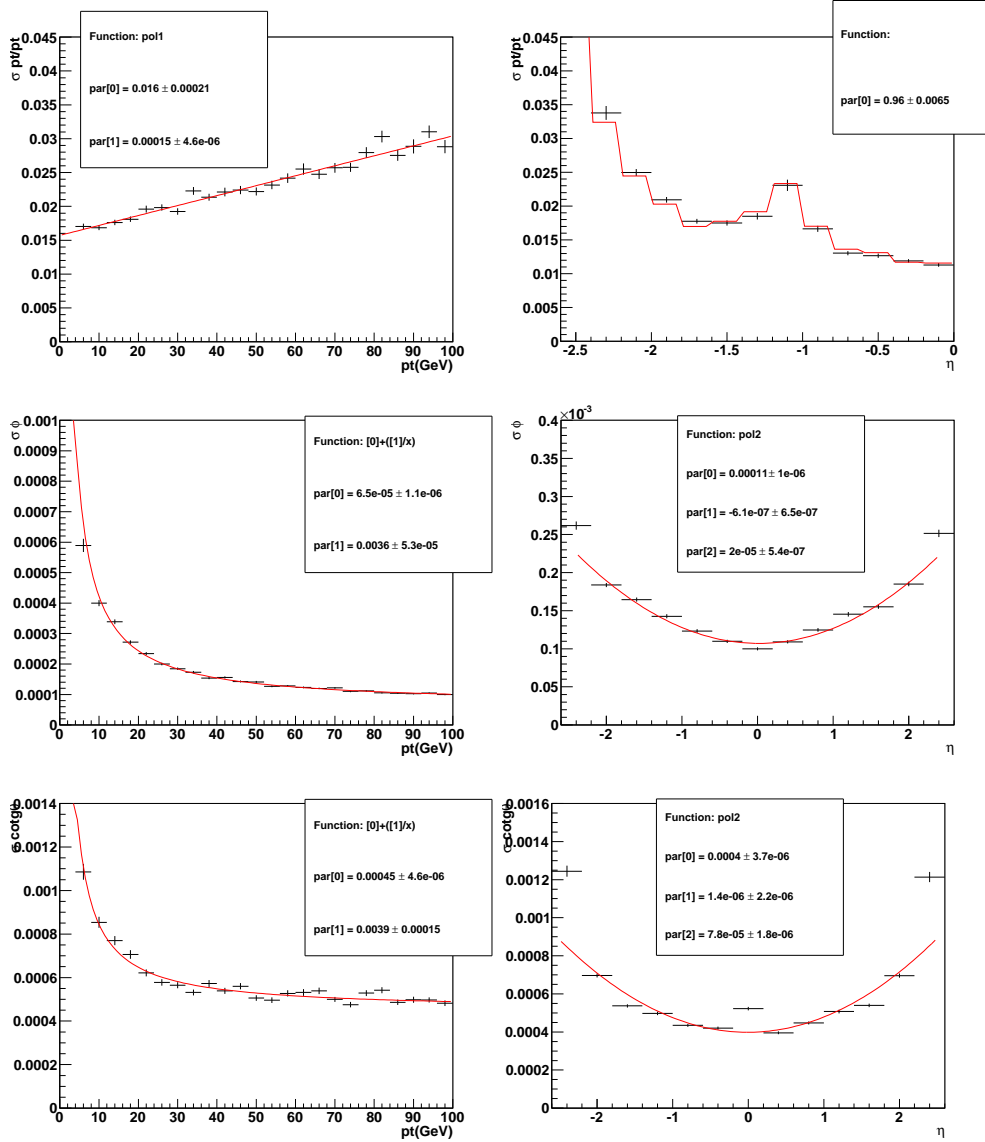 Function: pol1
par[0] = 0.016 ± 0.00021
par[1] = 0.00015 ± 4.6e-06
σ pt/pt
0.045
0.04
0.035
0.03
0.025
0.02
0.015
0.01
0.005
0
0 10 20 30 40 50 60 70 80 90 100
pt(GeV)
Function:
par[0] = 0.96 ± 0.0065
σ pt/pt
0.045
0.04
0.035
0.03
0.025
0.02
0.015
0.01
0.005
0
-2.5 -2 -1.5 -1 -0.5 0
η
Function: [0]+([1]/x)
par[0] = 6.5e-05 ± 1.1e-06
par[1] = 0.0036 ± 5.3e-05
σ ϕ
0.001
0.0009
0.0008
0.0007
0.0006
0.0005
0.0004
0.0003
0.0002
0.0001
0
0 10 20 30 40 50 60 70 80 90 100
pt(GeV)
×10-3
Function: pol2
par[0] = 0.00011 ± 1e-06
par[1] = -6.1e-07 ± 6.5e-07
par[2] = 2e-05 ± 5.4e-07
σ ϕ
0.4
0.35
0.3
0.25
0.2
0.15
0.1
0.05
0
-2 -1 0 1 2
η
Function: [0]+([1]/x)
par[0] = 0.00045 ± 4.6e-06
par[1] = 0.0039 ± 0.00015
0.0014
0.0012
0.001
0.0008
0.0006
0.0004
0.0002
0
0 10 20 30 40 50 60 70 80 90 100
pt(GeV)
Function: pol2
par[0] = 0.0004 ± 3.7e-06
par[1] = 1.4e-06 ± 2.2e-06
par[2] = 7.8e-05 ± 1.8e-06
0.0016
0.0014
0.0012
0.001
0.0008
0.0006
0.0004
0.0002
0
-2 -1 0 1 2
η